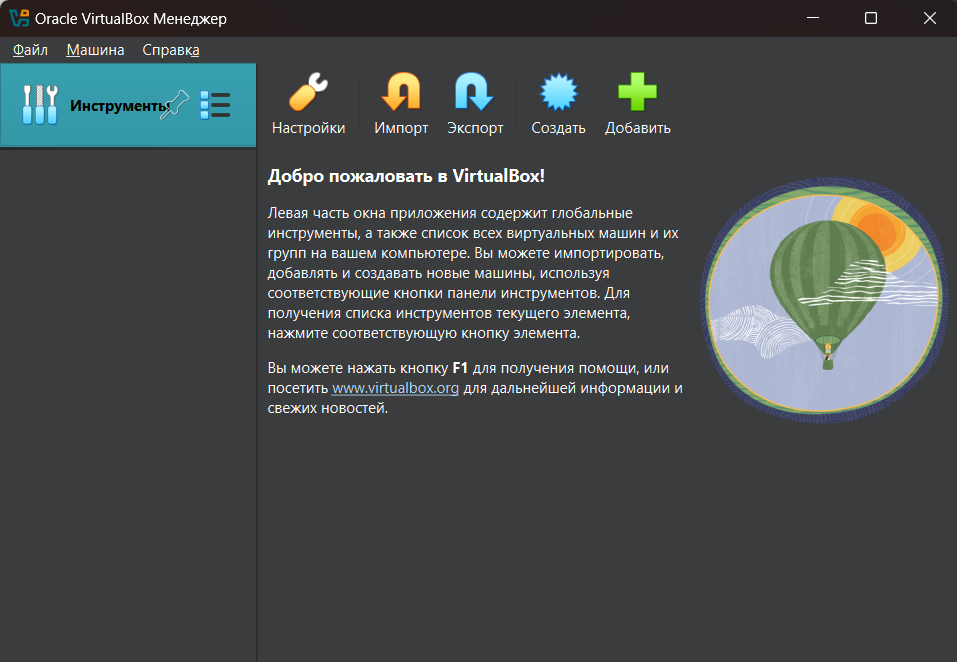 Oracle VirtualBox Менеджер
Файл Машина Справка
Инструменты
Настройки Импорт Экспорт Создать Добавить
Добро пожаловать в VirtualBox!
Левая часть окна приложения содержит глобальные
инструменты, а также список всех виртуальных машин и их
групп на вашем компьютере. Вы можете импортировать,
добавлять и создавать новые машины, используя
соответствующие кнопки панели инструментов. Для
получения списка инструментов текущего элемента,
нажмите соответствующую кнопку элемента.
Вы можете нажать кнопку F1 для получения помощи, или
посетить www.virtualbox.org для дальнейшей информации и
свежих новостей.